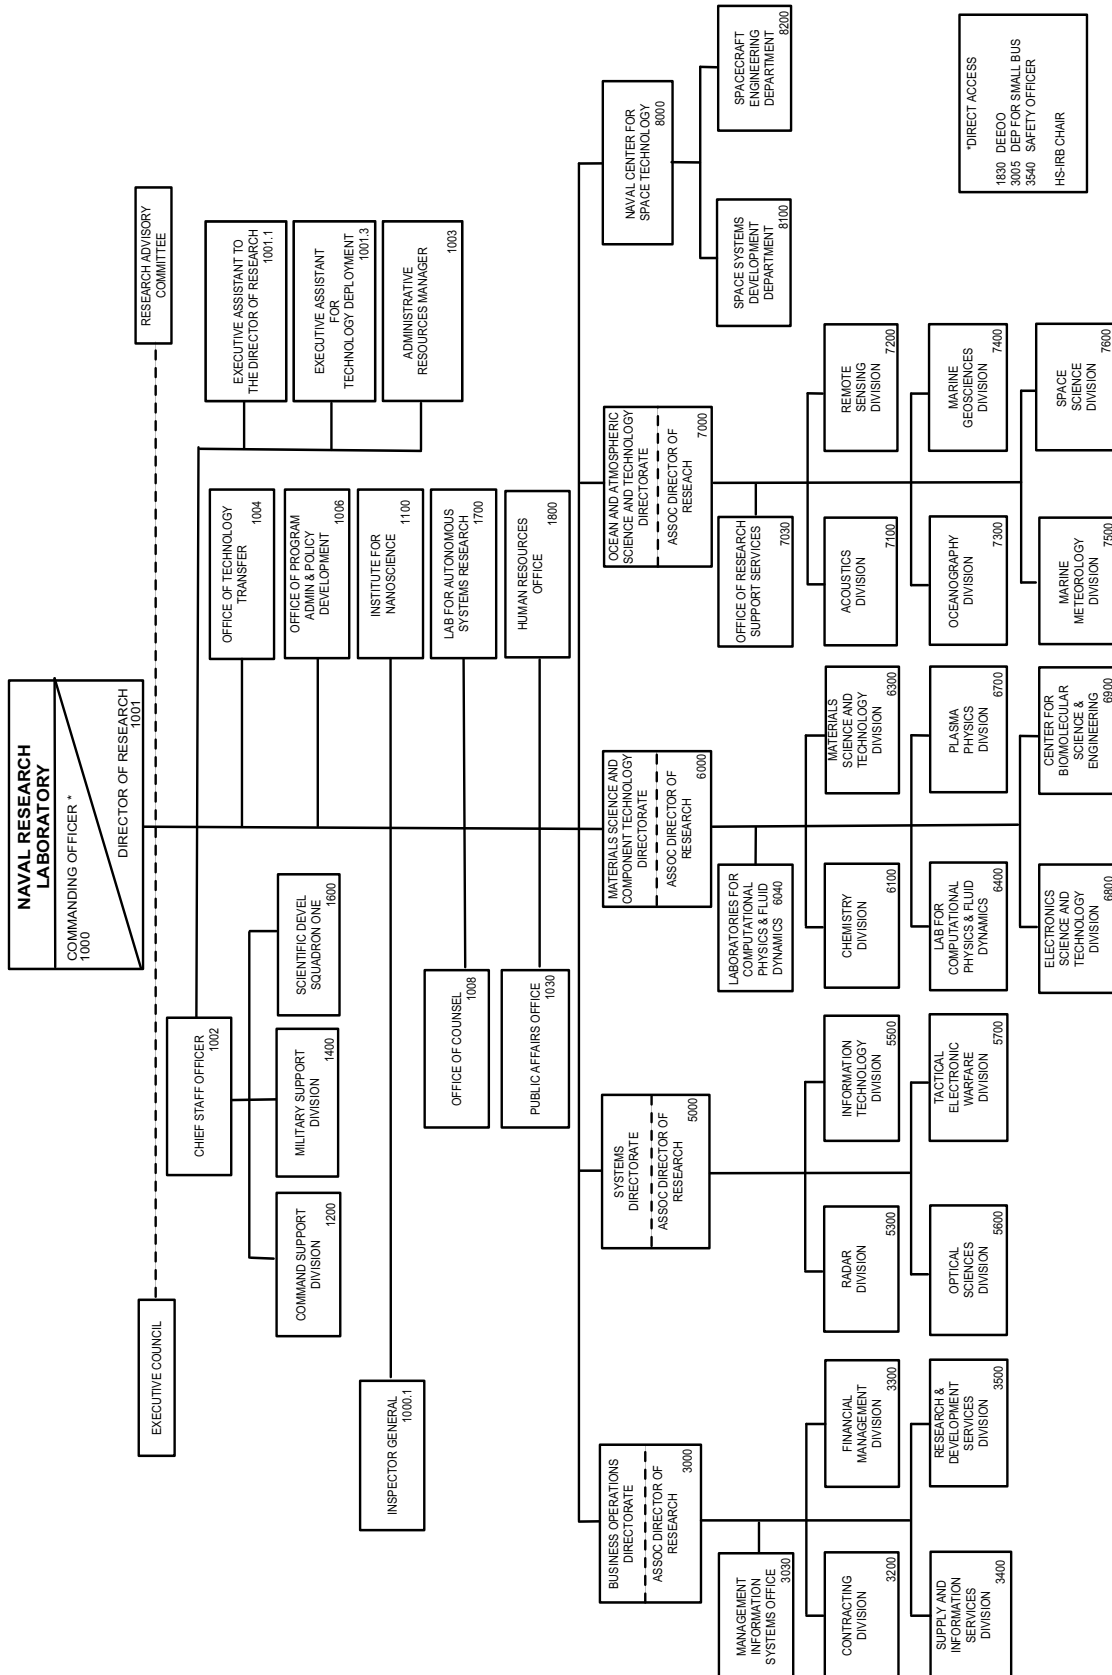 NAVAL RESEARCH
LABORATORY
COMMANDING OFFICER *
1000
DIRECTOR OF RESEARCH
1001
EXECUTIVE COUNCIL
RESEARCH ADVISORY
COMMITTEE
CHIEF STAFF OFFICER
1002
COMMAND SUPPORT
DIVISION
1200
MILITARY SUPPORT
DIVISION
1400
SCIENTIFIC DEVEL
SQUADRON ONE
1600
EXECUTIVE ASSISTANT TO
THE DIRECTOR OF RESEARCH
1001.1
EXECUTIVE ASSISTANT
FOR
TECHNOLOGY DEPLOYMENT
1001.3
ADMINISTRATIVE
RESOURCES MANAGER
1003
OFFICE OF TECHNOLOGY
TRANSFER
1004
OFFICE OF PROGRAM
ADMIN & POLICY
DEVELOPMENT
1006
INSPECTOR GENERAL
1000.1
INSTITUTE FOR
NANOSCIENCE
1100
OFFICE OF COUNSEL
1008
LAB FOR AUTONOMOUS
SYSTEMS RESEARCH
1700
PUBLIC AFFAIRS OFFICE
1030
HUMAN RESOURCES
OFFICE
1800
BUSINESS OPERATIONS
DIRECTORATE
ASSOC DIRECTOR OF
RESEARCH
3000
MANAGEMENT
INFORMATION
SYSTEMS OFFICE
3030
CONTRACTING
DIVISION
3200
FINANCIAL
MANAGEMENT
DIVISION
3300
SUPPLY AND
INFORMATION
SERVICES
DIVISION
3400
RESEARCH &
DEVELOPMENT
SERVICES
DIVISION
3500
SYSTEMS
DIRECTORATE
ASSOC DIRECTOR OF
RESEARCH
5000
RADAR
DIVISION
5300
INFORMATION
TECHNOLOGY
DIVISION
5500
OPTICAL
SCIENCES
DIVISION
5600
TACTICAL
ELECTRONIC
WARFARE
DIVISION
5700
MATERIALS SCIENCE AND
COMPONENT TECHNOLOGY
DIRECTORATE
ASSOC DIRECTOR OF
RESEARCH
6000
LABORATORIES FOR
COMPUTATIONAL
PHYSICS & FLUID
DYNAMICS 6040
CHEMISTRY
DIVISION
6100
MATERIALS
SCIENCE AND
TECHNOLOGY
DIVISION
6300
LAB FOR
COMPUTATIONAL
PHYSICS & FLUID
DYNAMICS
6400
PLASMA
PHYSICS
DIVSION
6700
ELECTRONICS
SCIENCE AND
TECHNOLOGY
DIVISION
6800
CENTER FOR
BIO/MOLECULAR
SCIENCE &
ENGINEERING
6900
OCEAN AND ATMOSPHERIC
SCIENCE AND TECHNOLOGY
DIRECTORATE
ASSOC DIRECTOR OF
RESEACH
7000
OFFICE OF RESEARCH
SUPPORT SERVICES
7030
ACOUSTICS
DIVISION
7100
REMOTE
SENSING
DIVISION
7200
OCEANOGRAPHY
DIVISION
7300
MARINE
GEOSCIENCES
DIVISION
7400
MARINE
METEOROLOGY
DIVISION
7500
SPACE
SCIENCE
DIVISION
7600
NAVAL CENTER FOR
SPACE TECHNOLOGY
8000
SPACE SYSTEMS
DEVELOPMENT
DEPARTMENT
8100
SPACECRAFT
ENGINEERING
DEPARTMENT
8200
*DIRECT ACCESS
1830 DEEOO
3005 DEP FOR SMALL BUS
3540 SAFETY OFFICER
HS-IRB CHAIR